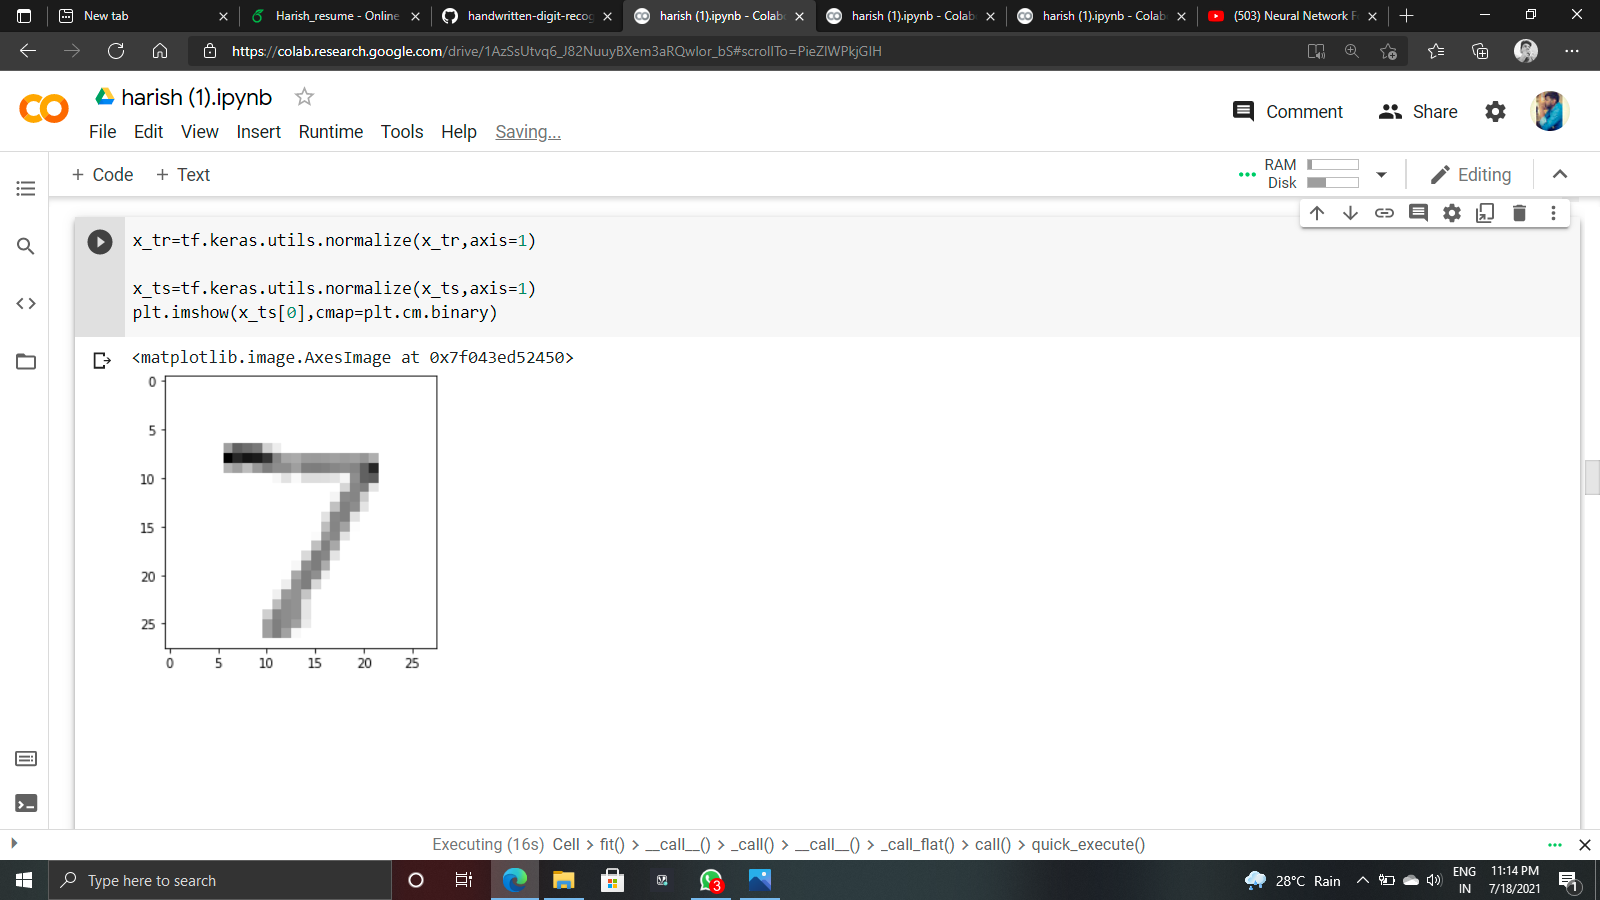 New tab
Harish_resume - Online
handwritten-digit-recog
harish (1).ipynb - Colab
harish (1).ipynb - Colab
harish (1).ipynb - Colab
(503) Neural Network F
https://colab.research.google.com/drive/1AzSsUtvq6_J82NuuyBXem3aRQwIor_bS#scrollTo=PieZlWPkjGIH
harish (1).ipynb
Comment
Share
File Edit View Insert Runtime Tools Help Saving...
+ Code + Text
RAM
Disk
Editing
x_tr=tf.keras.utils.normalize(x_tr,axis=1)
x_ts=tf.keras.utils.normalize(x_ts,axis=1)
plt.imshow(x_ts[0],cmap=plt.cm.binary)
<matplotlib.image.AxesImage at 0x7f043ed52450>
0
5
10
15
20
25
0 5 10 15 20 25
Executing (16s) Cell > fit() > __call__() > _call() > __call__() > _call_flat() > call() > quick_execute()
Type here to search
3
28°C Rain
ENG
IN
11:14 PM
7/18/2021
1